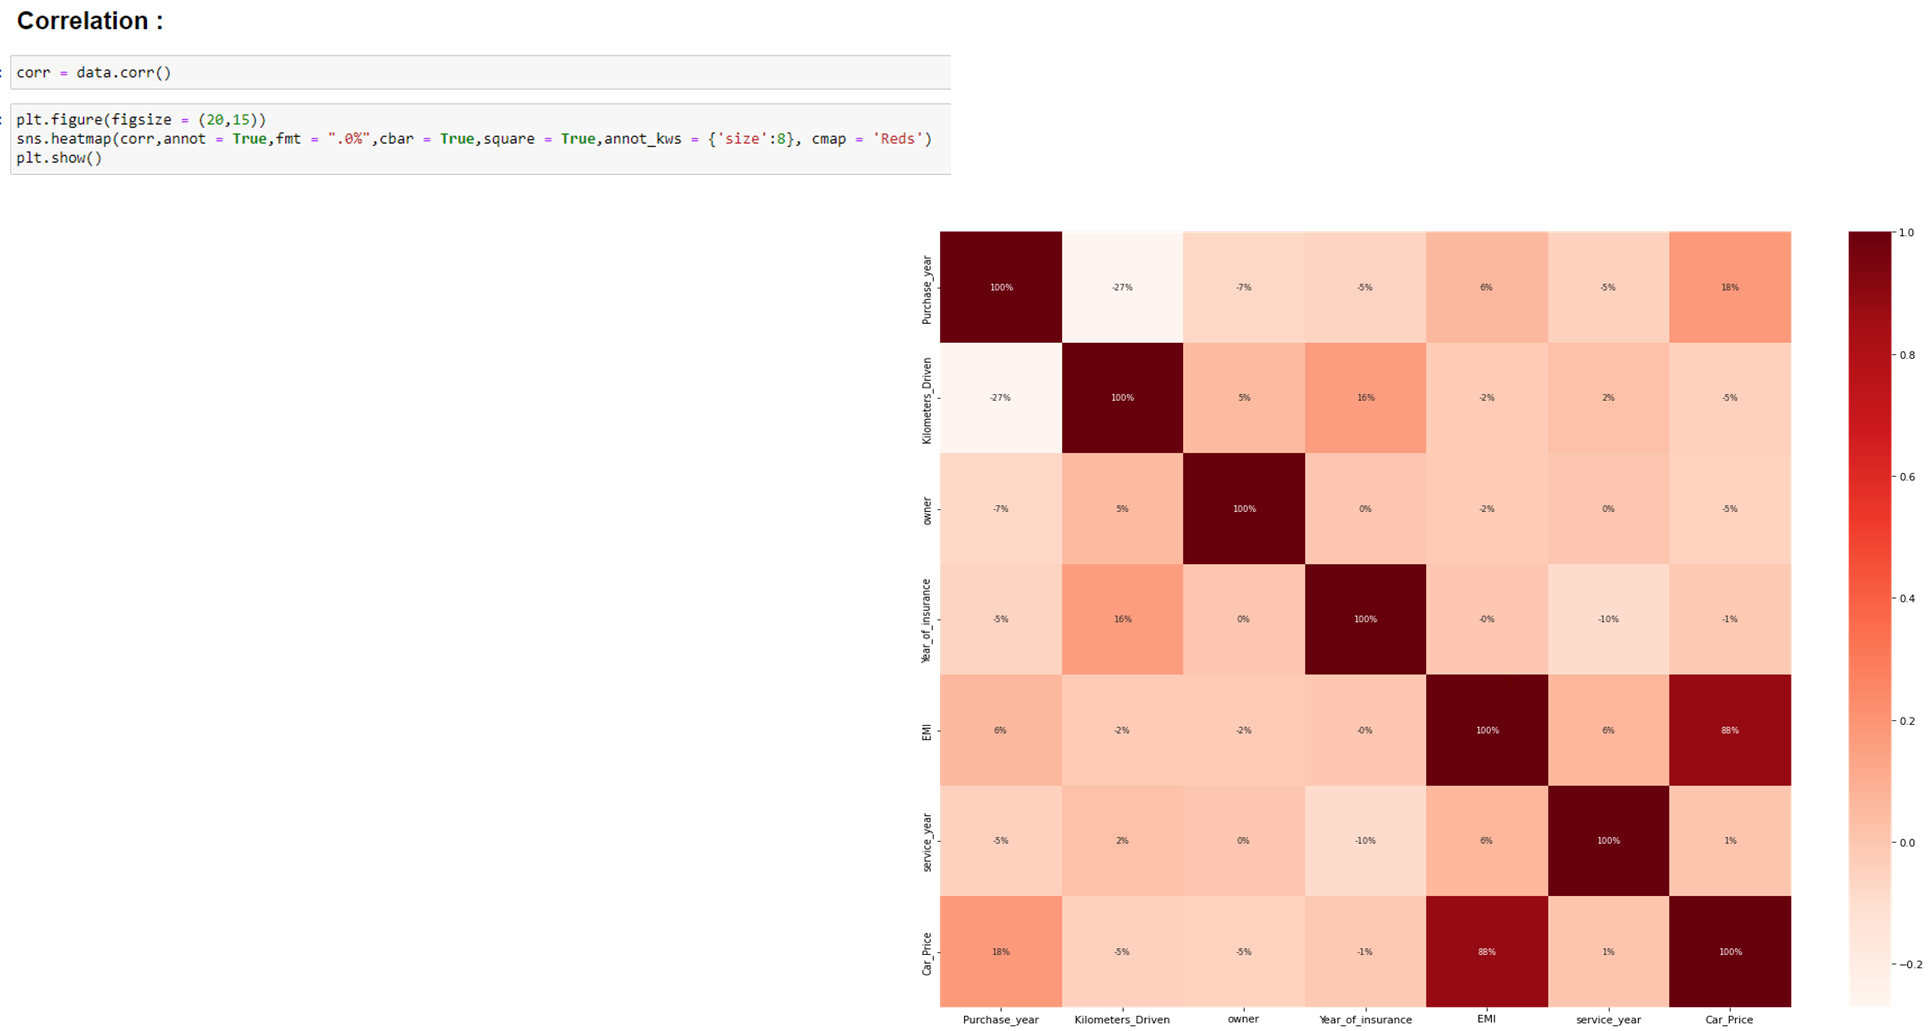 Correlation :
: corr = data.corr()
: plt.figure(figsize = (20,15))
sns.heatmap(corr,annot = True,fmt = ".0%",cbar = True,square = True,annot_kws = {'size':8}, cmap = 'Reds')
plt.show()
1.0
Purchase_year 100% -27% -7% -5% 6% -5% 18%
0.8
Kilometers_Driven -27% 100% 5% 16% -2% 2% -5%
0.6
owner -7% 5% 100% 0% -2% 0% -5%
0.4
Year_of_insurance -5% 16% 0% 100% -0% -10% -1%
0.2
EMI 6% -2% -2% -0% 100% 6% 88%
0.0
service_year -5% 2% 0% -10% 6% 100% 1%
Car_Price 18% -5% -5% -1% 88% 1% 100%
−0.2
Purchase_year Kilometers_Driven owner Year_of_insurance EMI service_year Car_Price